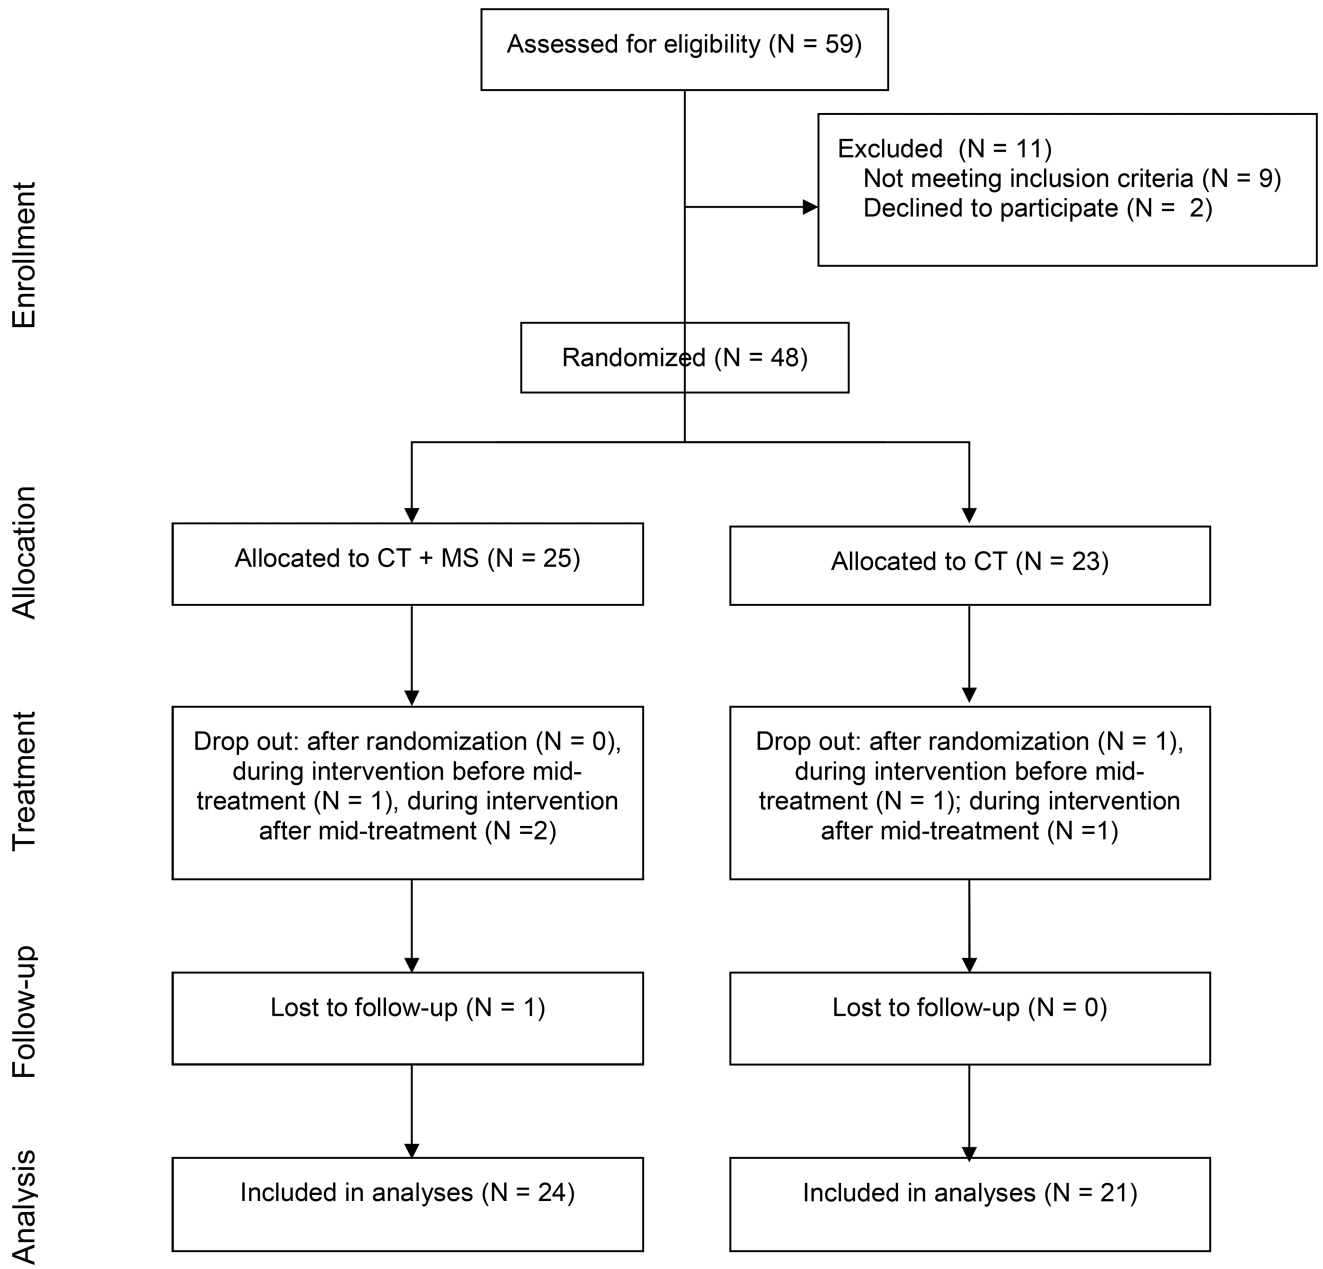 Assessed for eligibility (N = 59)
Enrollment
Excluded  (N = 11)
Not meeting inclusion criteria (N = 9)
Declined to participate (N =  2)
Randomized (N = 48)
Allocation
Allocated to CT + MS (N = 25)
Allocated to CT (N = 23)
Treatment
Drop out: after randomization (N = 0),
during intervention before mid-
treatment (N = 1), during intervention
after mid-treatment (N =2)
Drop out: after randomization (N = 1),
during intervention before mid-
treatment (N = 1); during intervention
after mid-treatment (N =1)
Follow-up
Lost to follow-up (N = 1)
Lost to follow-up (N = 0)
Analysis
Included in analyses (N = 24)
Included in analyses (N = 21)